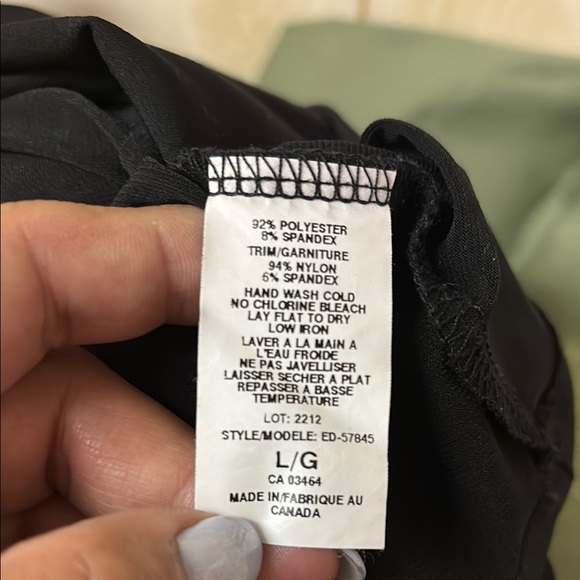 92% POLYESTER
8% SPANDEX
TRIM/GARNITURE
94% NYLON
6% SPANDEX
HAND WASH COLD
NO CHLORINE BLEACH
LAY FLAT TO DRY
LOW IRON
LAVER A LA MAIN A
L'EAU FROIDE
NE PAS JAVELLISER
LAISSER SECHER A PLAT
REPASSER A BASSE
TEMPERATURE
LOT: 2212
STYLE/MODELE: ED-57845
L/G
CA 03464
MADE IN/FABRIQUE AU
CANADA